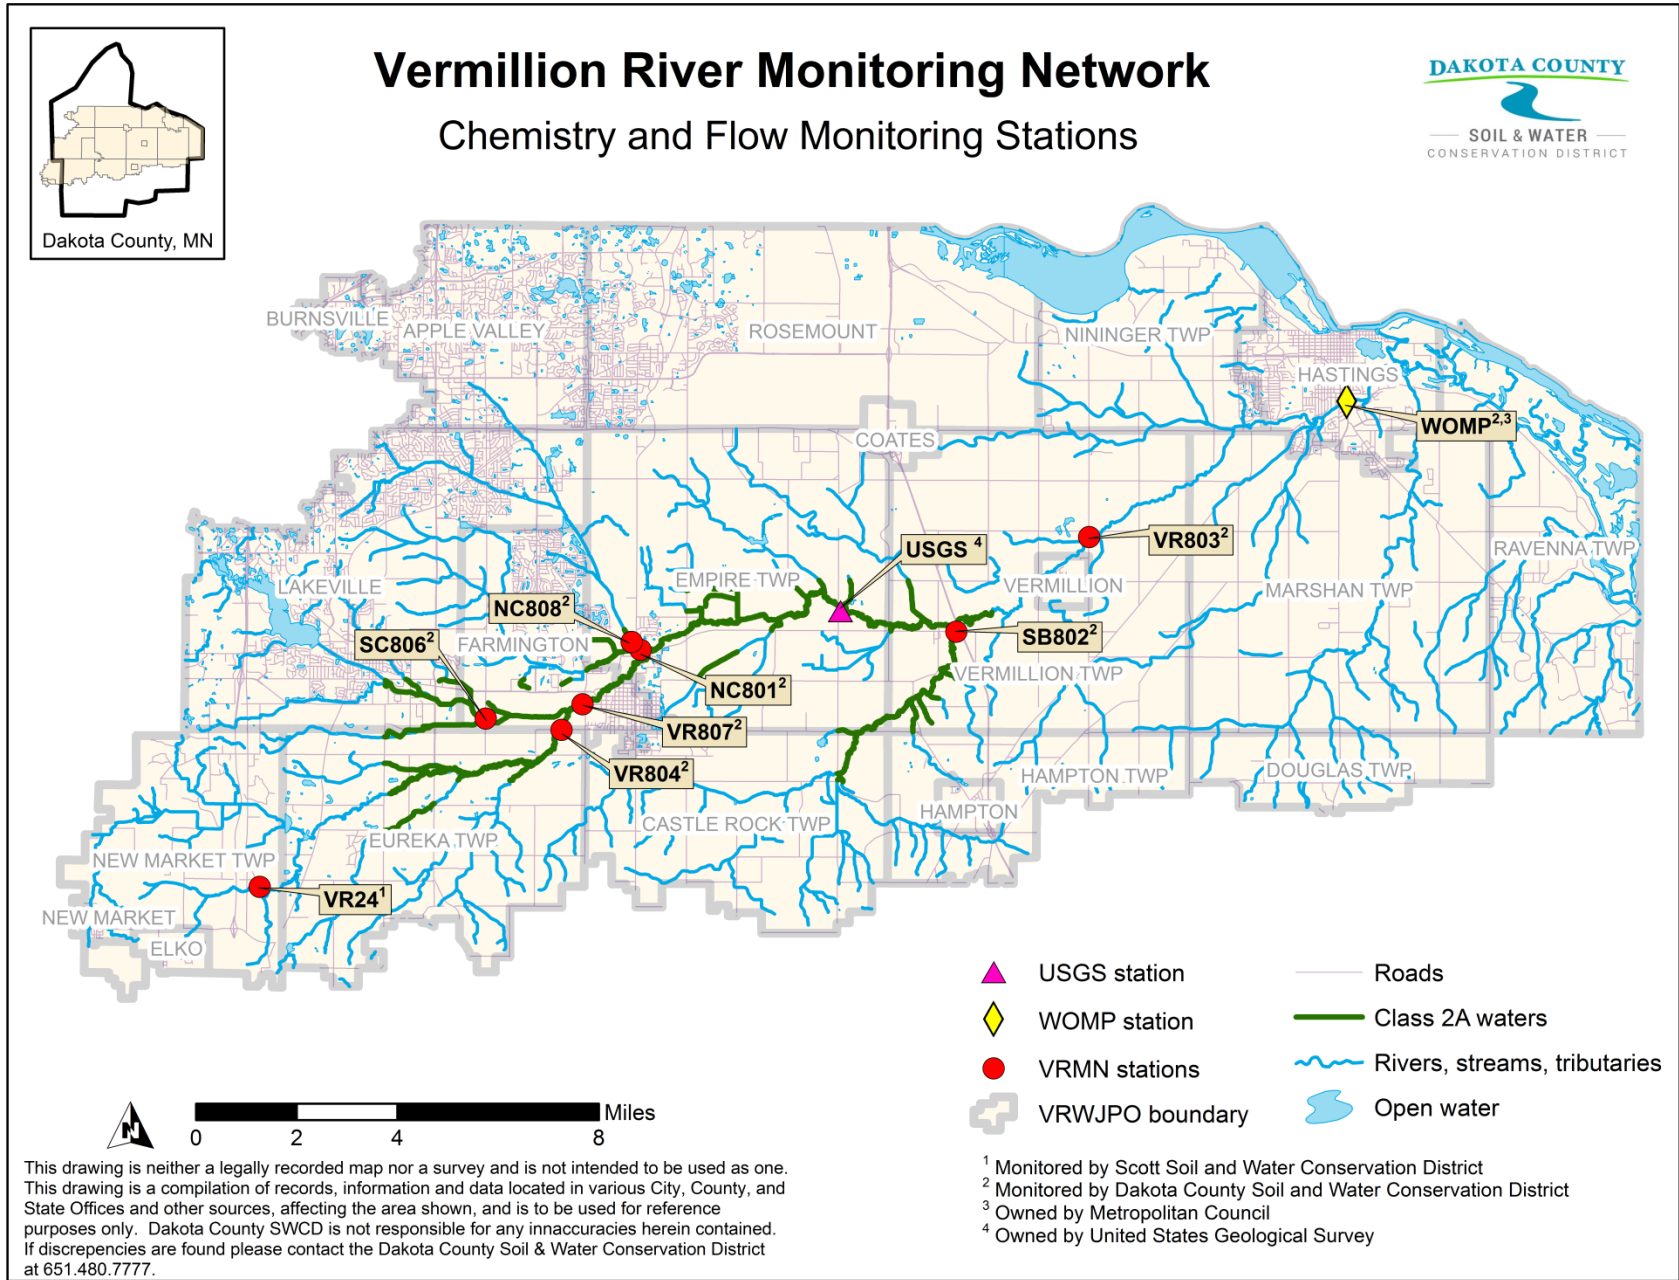 Vermillion River Monitoring Network
Chemistry and Flow Monitoring Stations
DAKOTA COUNTY
SOIL & WATER
CONSERVATION DISTRICT
Dakota County, MN
BURNSVILLE
APPLE VALLEY
ROSEMOUNT
NININGER TWP
HASTINGS
WOMP2,3
COATES
VR803²
USGS ⁴
RAVENNA TWP
LAKEVILLE
EMPIRE TWP
VERMILLION
MARSHAN TWP
NC808²
SC806²
FARMINGTON
SB802²
VERMILLION TWP
NC801²
VR807²
VR804²
HAMPTON TWP
DOUGLAS TWP
HAMPTON
CASTLE ROCK TWP
EUREKA TWP
NEW MARKET TWP
VR24¹
NEW MARKET
ELKO
USGS station
WOMP station
VRMN stations
VRWJPO boundary
Roads
Class 2A waters
Rivers, streams, tributaries
Open water
N
Miles
0 2 4 8
This drawing is neither a legally recorded map nor a survey and is not intended to be used as one.
This drawing is a compilation of records, information and data located in various City, County, and
State Offices and other sources, affecting the area shown, and is to be used for reference
purposes only. Dakota County SWCD is not responsible for any innaccuracies herein contained.
If discrepencies are found please contact the Dakota County Soil & Water Conservation District
at 651.480.7777.
¹ Monitored by Scott Soil and Water Conservation District
² Monitored by Dakota County Soil and Water Conservation District
³ Owned by Metropolitan Council
⁴ Owned by United States Geological Survey